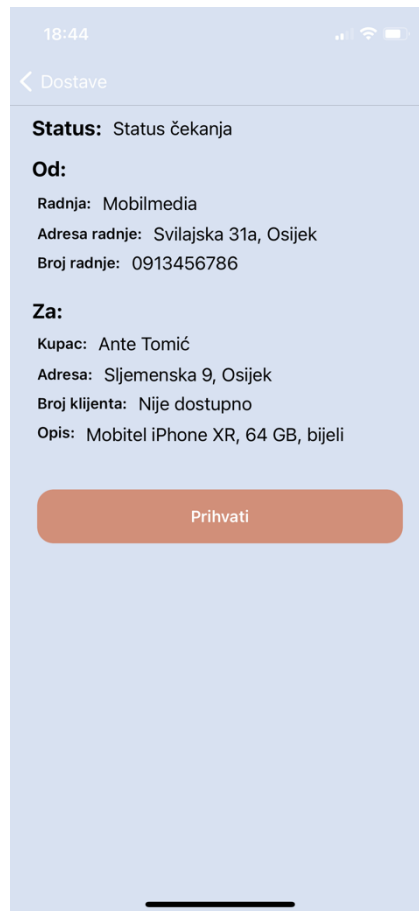 18:44
Dostave
Status: Status čekanja
Od:
Radnja: Mobilmedia
Adresa radnje: Svilajska 31a, Osijek
Broj radnje: 0913456786
Za:
Kupac: Ante Tomić
Adresa: Sljemenska 9, Osijek
Broj klijenta: Nije dostupno
Opis: Mobitel iPhone XR, 64 GB, bijeli
Prihvati